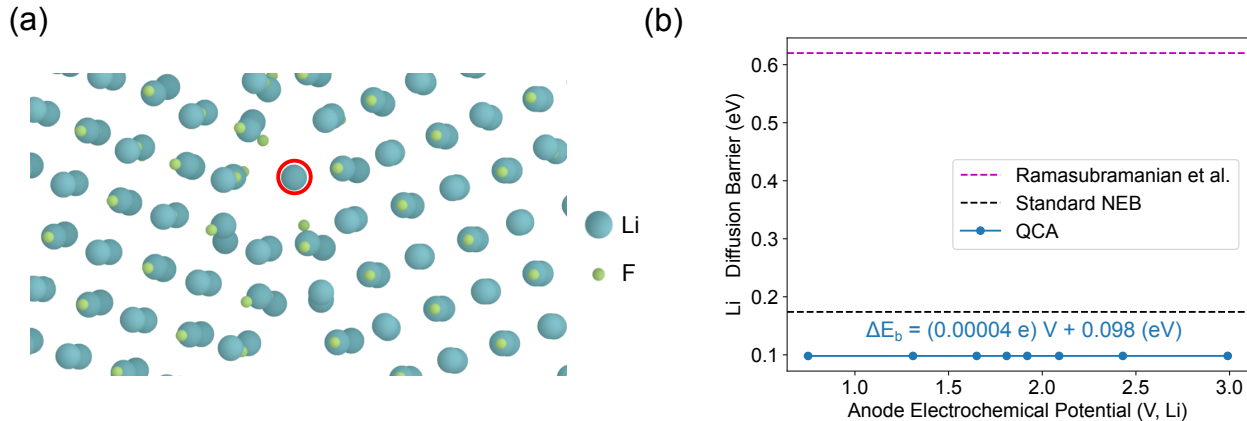 (a)
Li
F
(b)
Li Diffusion Barrier (eV)
0.6
0.5
0.4
0.3
0.2
0.1
Ramasubramanian et al.
Standard NEB
QCA
ΔE_b = (0.00004 e) V + 0.098 (eV)
1.0 1.5 2.0 2.5 3.0
Anode Electrochemical Potential (V, Li)